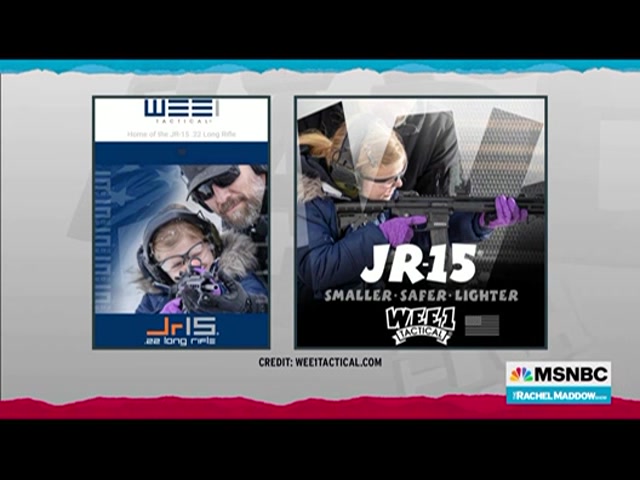 WEE1
TACTICAL
Home of the JR-15 .22 Long Rifle
Jr15.
.22 long rifle
JR-15
SMALLER · SAFER · LIGHTER
WEE1
TACTICAL
CREDIT: WEE1TACTICAL.COM
MSNBC
THE RACHEL MADDOW SHOW